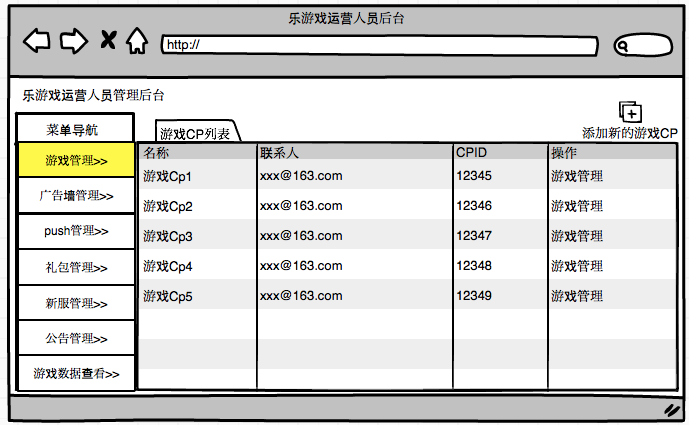 乐游戏运营人员后台
http://
乐游戏运营人员管理后台
添加新的游戏CP
菜单导航
游戏管理>>
广告墙管理>>
push管理>>
礼包管理>>
新服管理>>
公告管理>>
游戏数据查看>>
游戏CP列表
名称 联系人 CPID 操作
游戏Cp1 xxx@163.com 12345 游戏管理
游戏Cp2 xxx@163.com 12346 游戏管理
游戏Cp3 xxx@163.com 12347 游戏管理
游戏Cp4 xxx@163.com 12348 游戏管理
游戏Cp5 xxx@163.com 12349 游戏管理